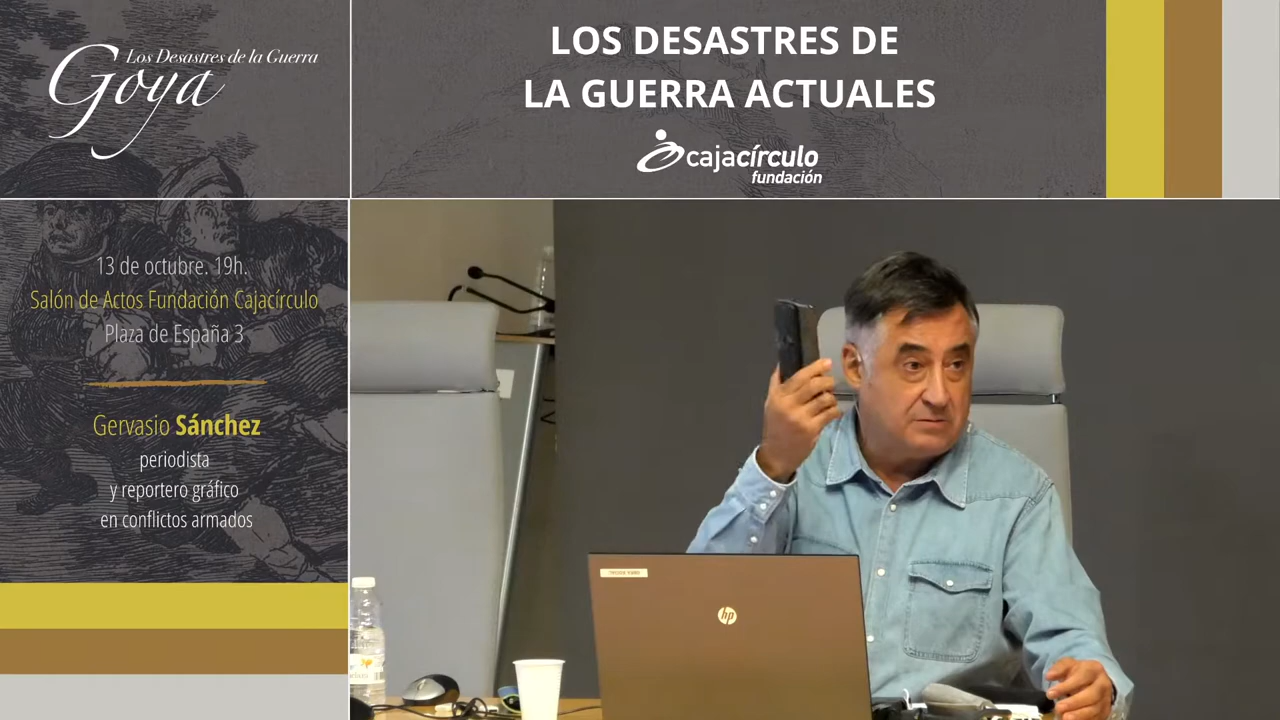 Los Desastres de la Guerra
Goya
LOS DESASTRES DE
LA GUERRA ACTUALES
cajacírculo
fundación
13 de octubre. 19h.
Salón de Actos Fundación Cajacírculo
Plaza de España 3
Gervasio Sánchez
periodista
y reportero gráfico
en conflictos armados
hp